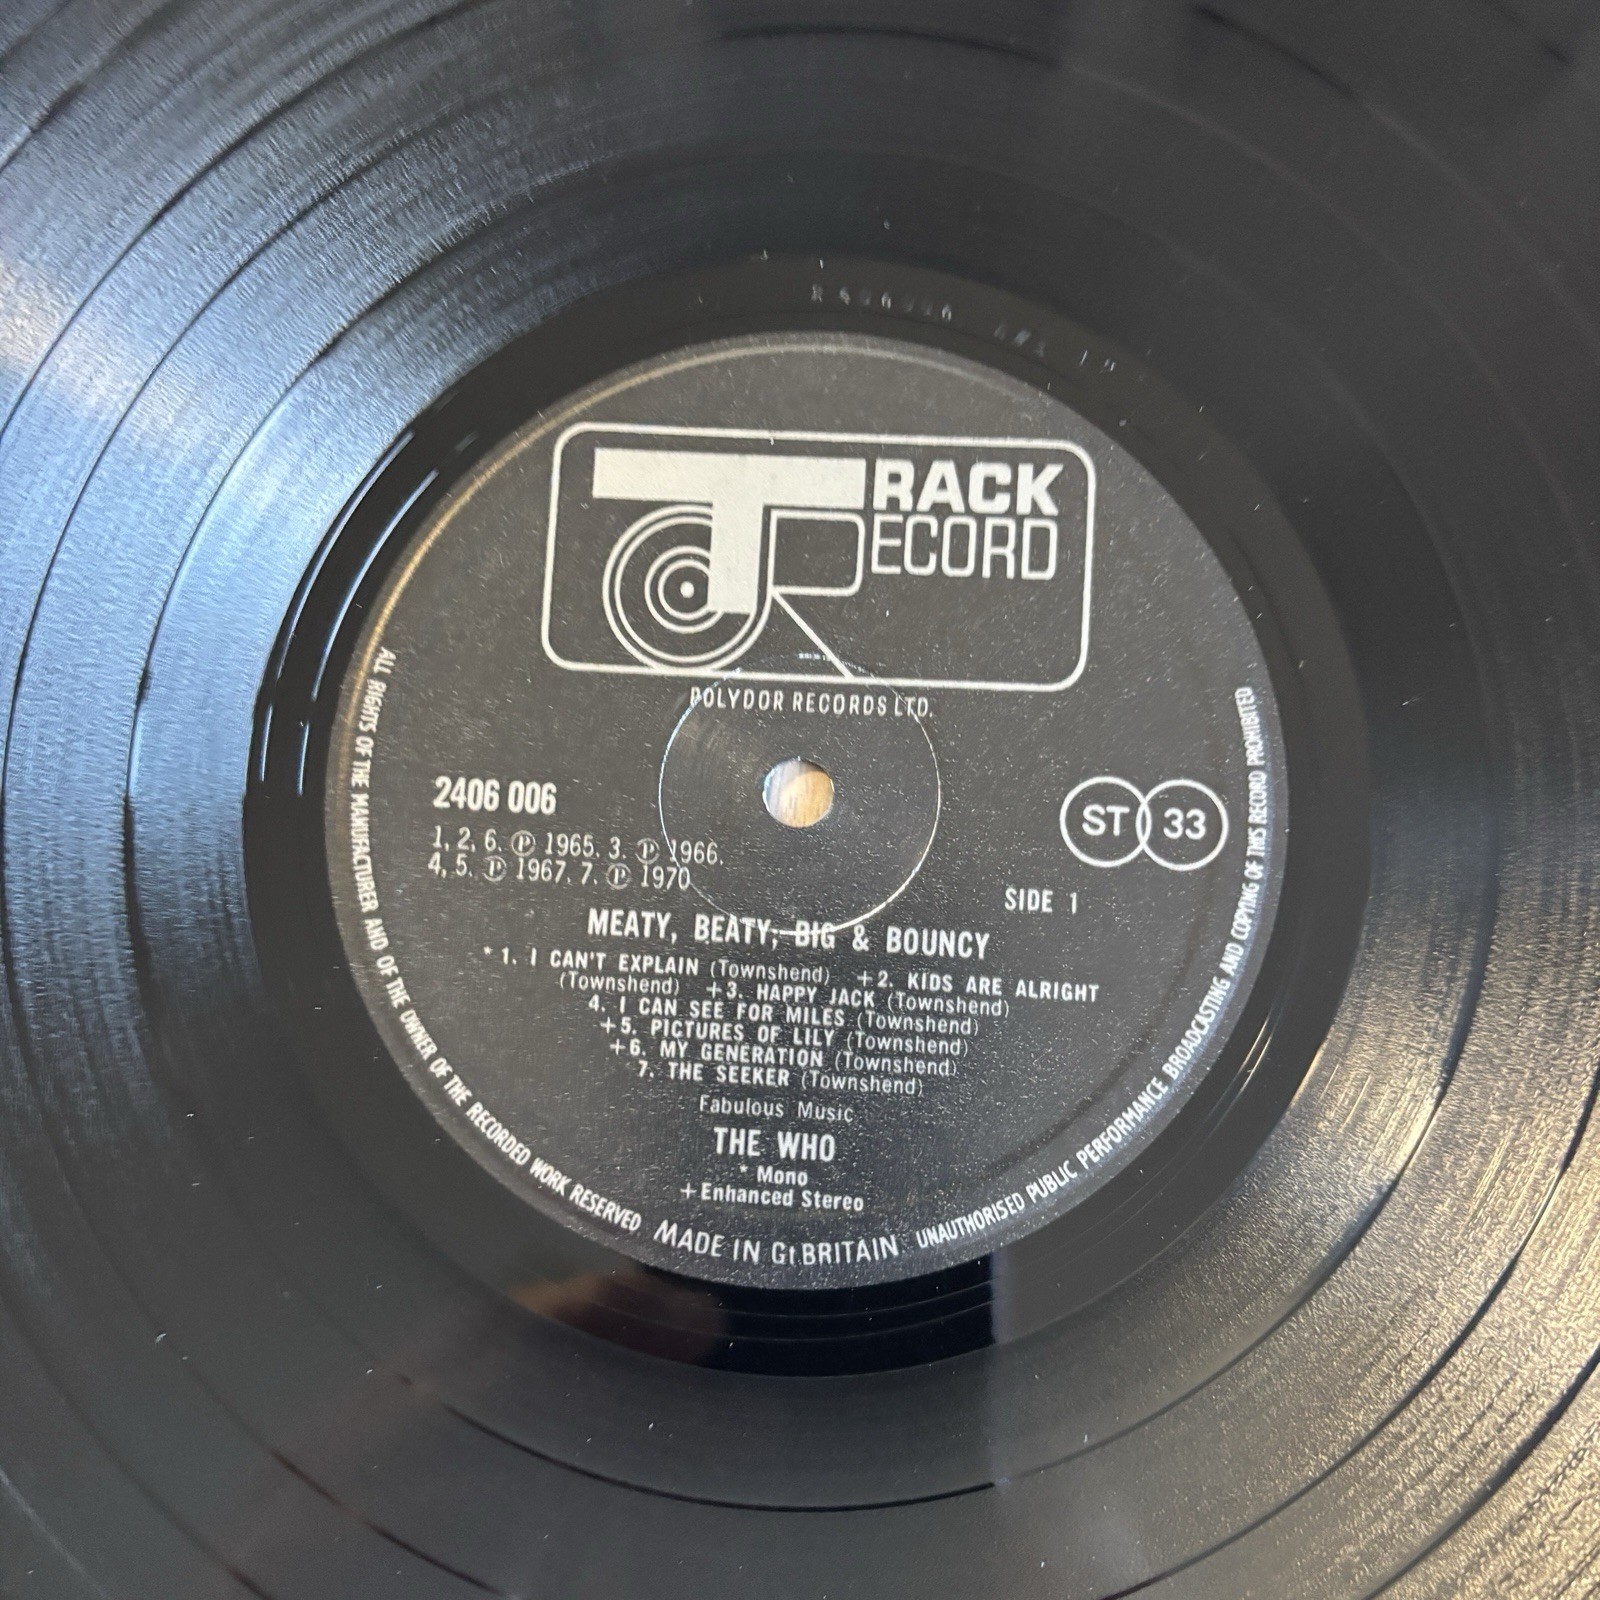 TRACK
RECORD
POLYDOR RECORDS LTD.
2406 006
1, 2, 6. ℗ 1965. 3. ℗ 1966.
4, 5. ℗ 1967. 7. ℗ 1970
ST 33
SIDE 1
MEATY, BEATY, BIG & BOUNCY
* 1. I CAN'T EXPLAIN (Townshend) +2. KIDS ARE ALRIGHT
(Townshend) +3. HAPPY JACK (Townshend)
4. I CAN SEE FOR MILES (Townshend)
+5. PICTURES OF LILY (Townshend)
+6. MY GENERATION (Townshend)
7. THE SEEKER (Townshend)
Fabulous Music
THE WHO
* Mono
+Enhanced Stereo
ALL RIGHTS OF THE MANUFACTURER AND OF THE OWNER OF THE RECORDED WORK RESERVED MADE IN Gt BRITAIN UNAUTHORISED PUBLIC PERFORMANCE BROADCASTING AND COPYING OF THIS RECORD PROHIBITED